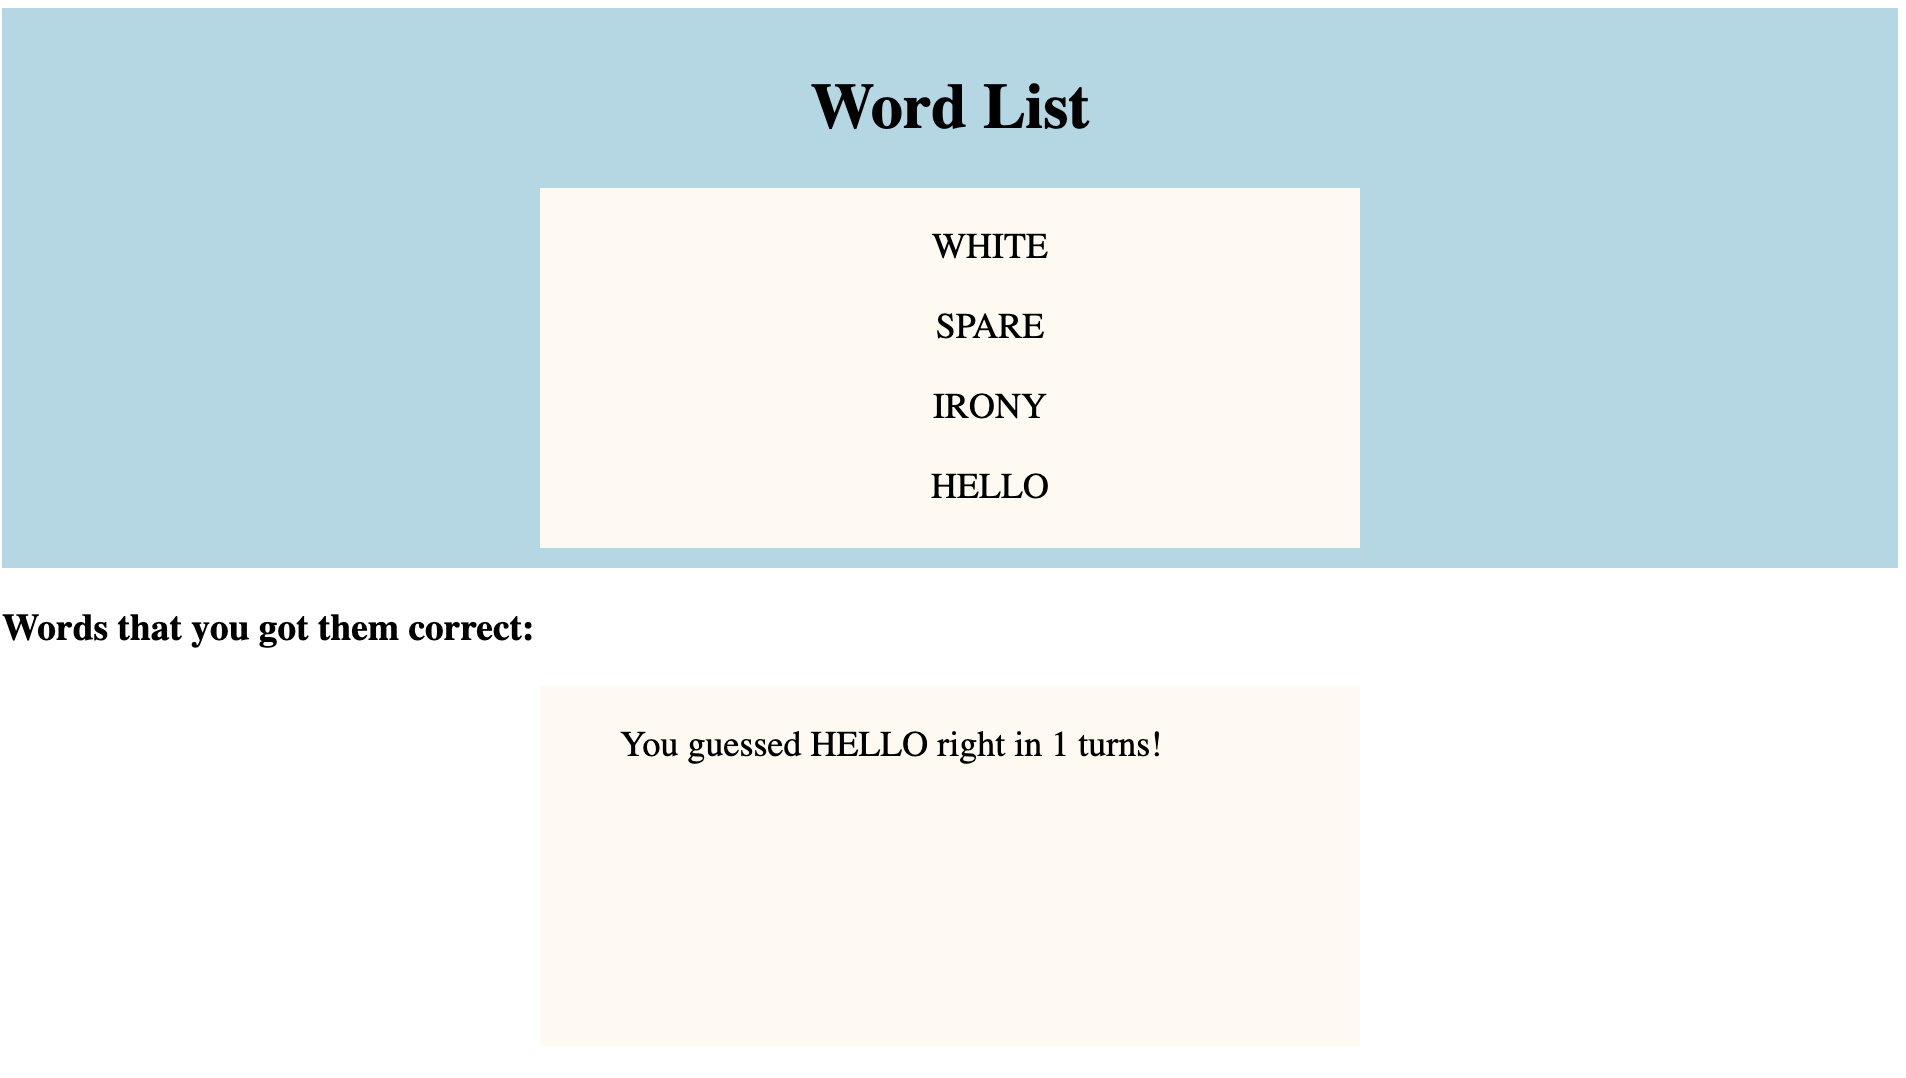 Word List
WHITE
SPARE
IRONY
HELLO
Words that you got them correct:
You guessed HELLO right in 1 turns!